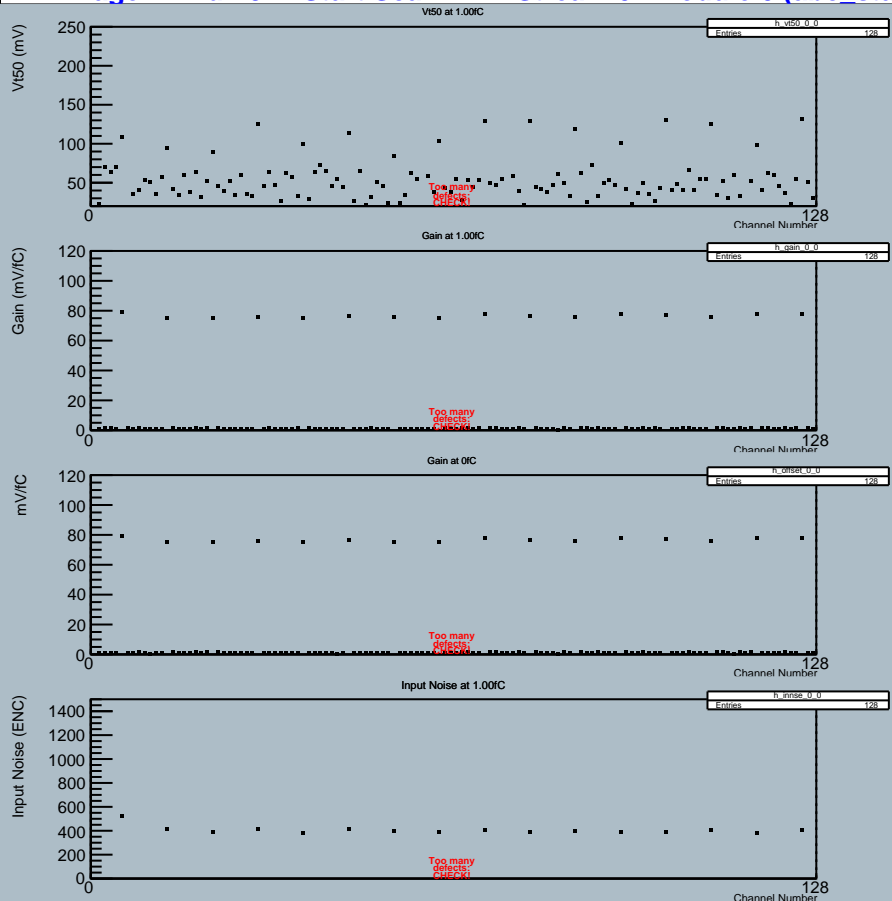 Vt50 at 1.00fC
h_vt50_0_0
Entries 128
Vt50 (mV)
250
200
150
100
50
Too many
defects:
CHECK!
0
128
Channel Number
Gain at 1.00fC
h_gain_0_0
Entries 128
Gain (mV/fC)
120
100
80
60
40
20
0
Too many
defects:
CHECK!
0
128
Channel Number
Gain at 0fC
h_offset_0_0
Entries 128
mV/fC
120
100
80
60
40
20
0
Too many
defects:
CHECK!
0
128
Channel Number
Input Noise at 1.00fC
h_innse_0_0
Entries 128
Input Noise (ENC)
1400
1200
1000
800
600
400
200
0
Too many
defects:
CHECK!
0
128
Channel Number